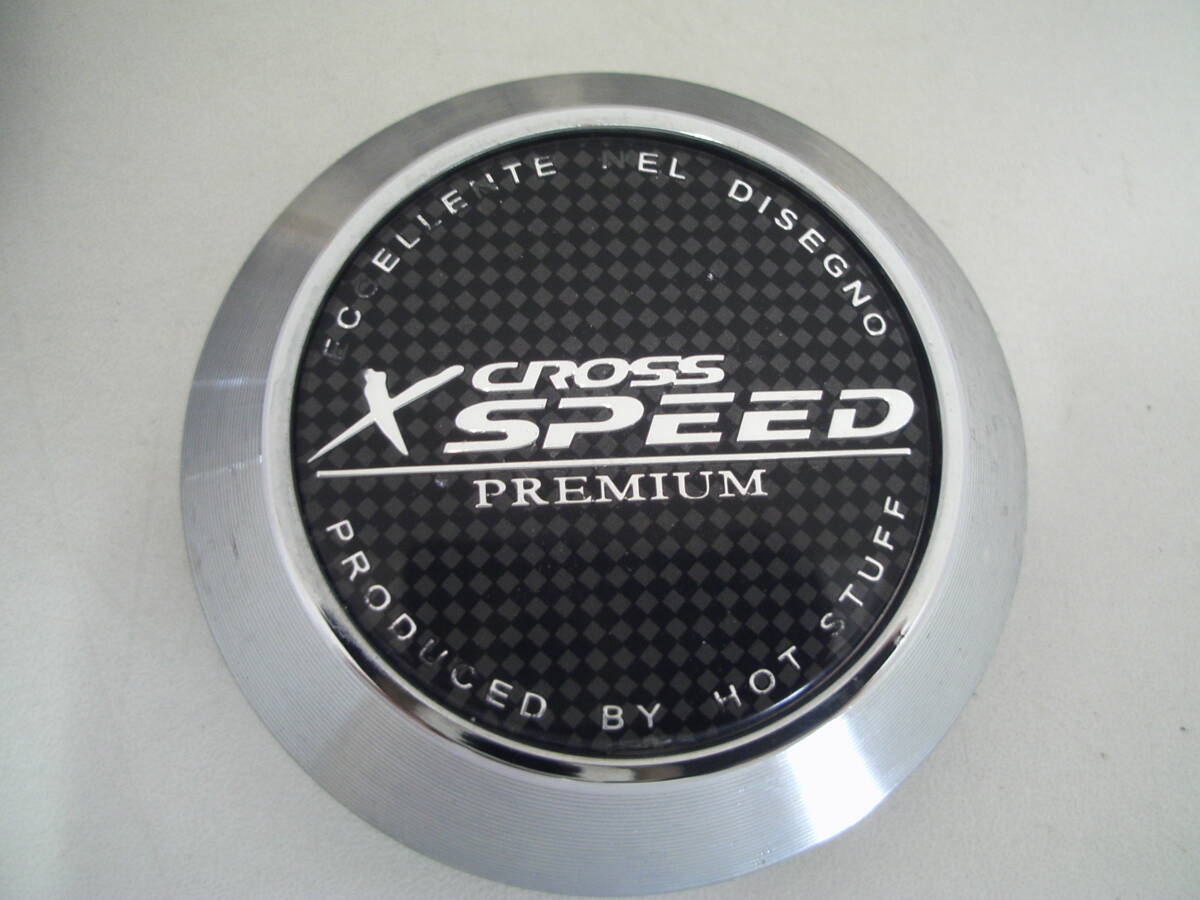 ECCELLENTE NEL DISEGNO
X CROSS
SPEED
PREMIUM
PRODUCED BY HOT STUFF